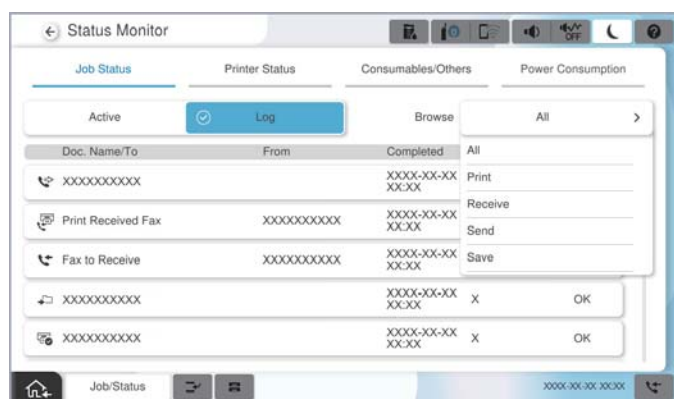 Status Monitor
OFF
Job Status
Printer Status
Consumables/Others
Power Consumption
Active
Log
Browse
All
Doc. Name/To
From
Completed
All
XXXXXXXXXX
XXXX-XX-XX
XX:XX
Print
Receive
Print Received Fax
XXXXXXXXXX
XXXX-XX-XX
XX:XX
Send
Fax to Receive
XXXXXXXXXX
XXXX-XX-XX
XX:XX
Save
XXXXXXXXXX
XXXX-XX-XX
XX:XX
X
OK
XXXXXXXXXX
XXXX-XX-XX
XX:XX
X
OK
Job/Status
XXXX-XX-XX XX:XX